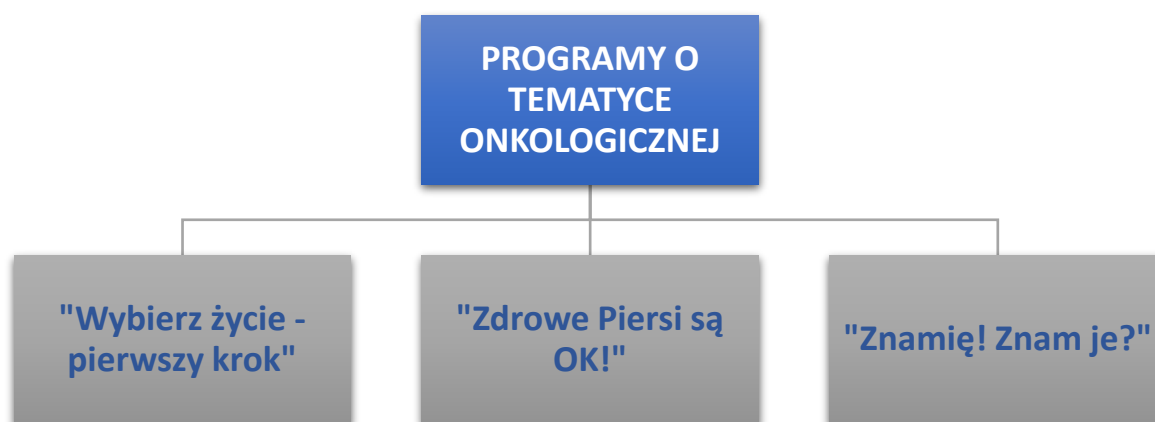 PROGRAMY O
TEMATYCE
ONKOLOGICZNEJ
"Wybierz życie -
pierwszy krok"
"Zdrowe Piersi są
OK!"
"Znamię! Znam je?"